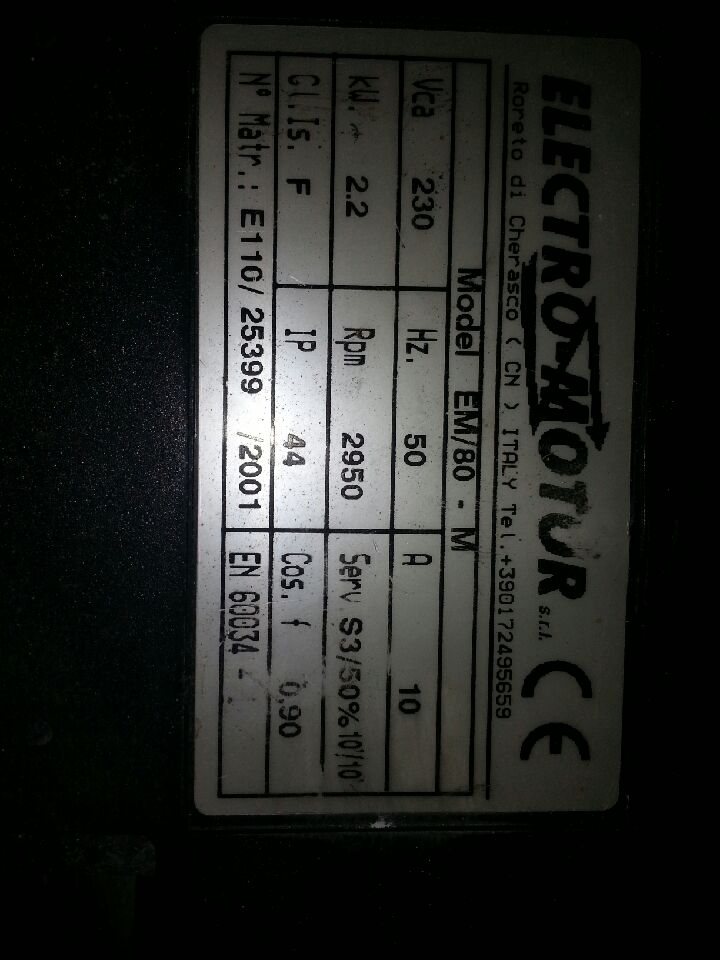 ELECTRO-MOTUR s.r.l. CE
Roreto di Cherasco ( CN ) ITALY Tel.+390172495659
Model EM/80 - M
Vca 230 Hz. 50 A 10
kW. 2.2 Rpm 2950 Serv. S3/50% 10'/10'
Cl.Is. F IP 44 Cos. f 0,90
N° Matr.: E110/ 25399 /2001 EN 60034 -